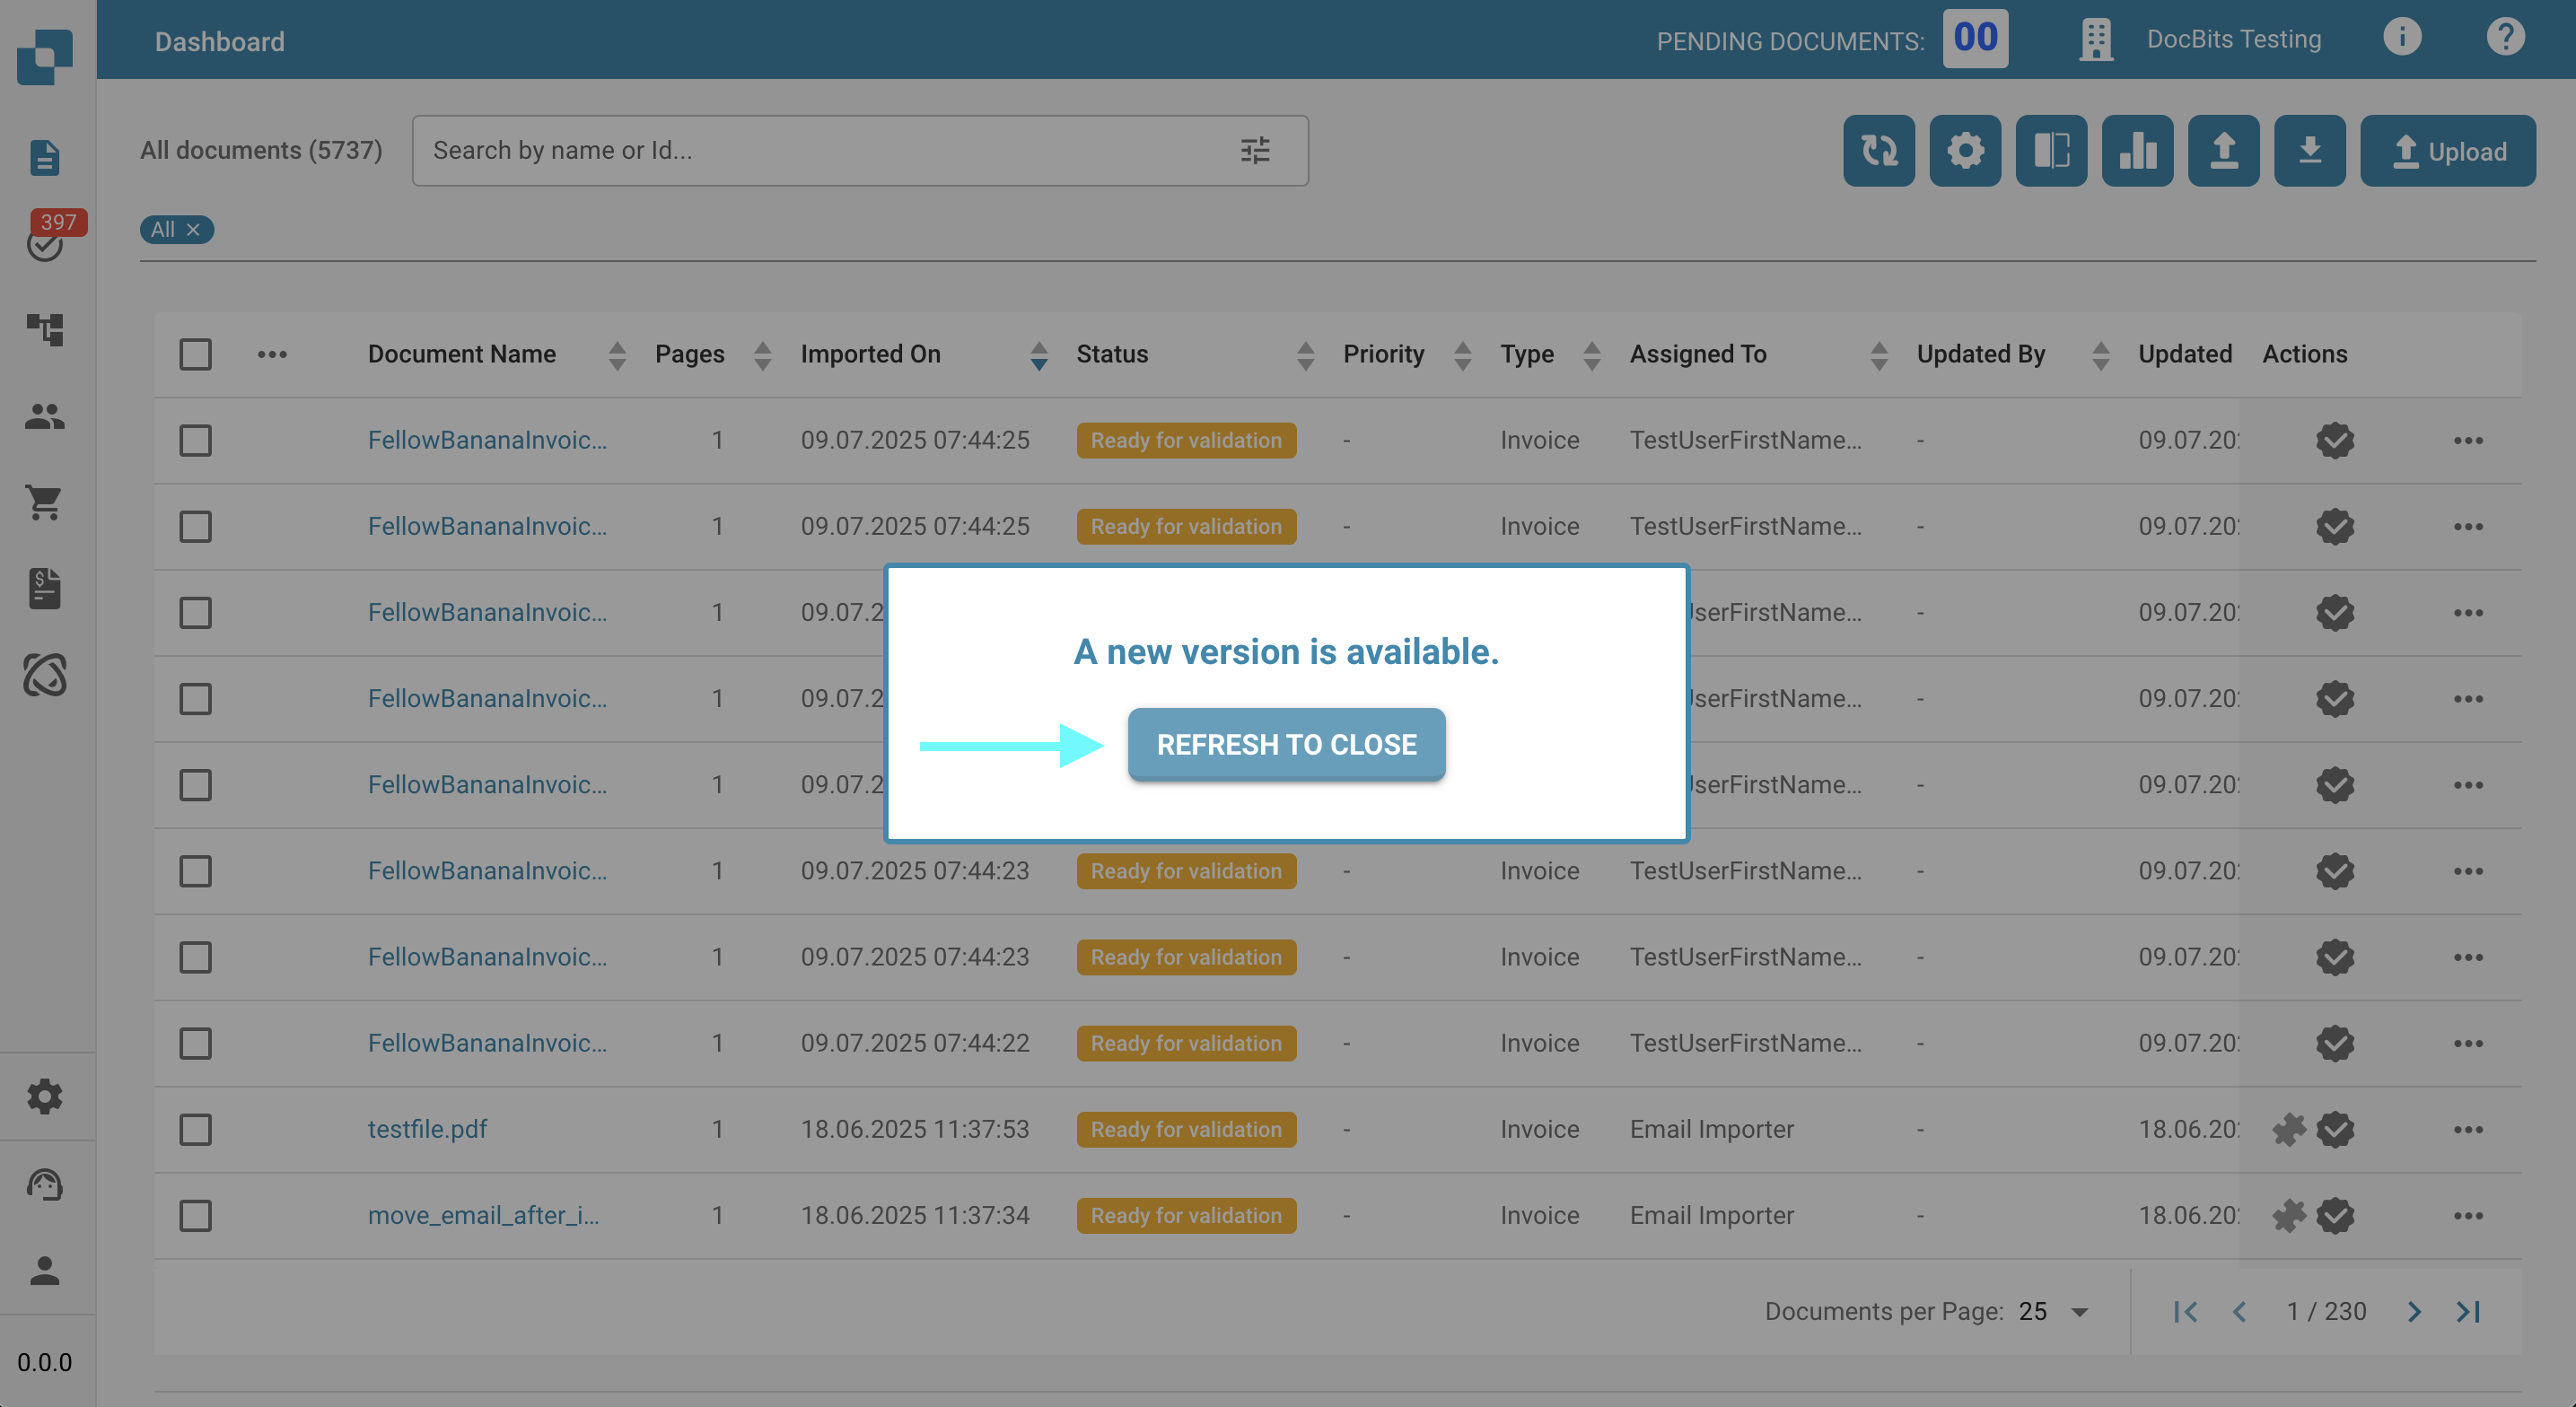 Dashboard
PENDING DOCUMENTS: 00
DocBits Testing
All documents (5737)
Search by name or Id...
Upload
397
All
Document Name Pages Imported On Status Priority Type Assigned To Updated By Updated Actions
FellowBananaInvoic... 1 09.07.2025 07:44:25 Ready for validation - Invoice TestUserFirstName... - 09.07.20
FellowBananaInvoic... 1 09.07.2025 07:44:25 Ready for validation - Invoice TestUserFirstName... - 09.07.20
FellowBananaInvoic... 1 09.07.2 serFirstName... - 09.07.20
FellowBananaInvoic... 1 09.07.2 serFirstName... - 09.07.20
FellowBananaInvoic... 1 09.07.2 serFirstName... - 09.07.20
A new version is available.
REFRESH TO CLOSE
FellowBananaInvoic... 1 09.07.2025 07:44:23 Ready for validation - Invoice TestUserFirstName... - 09.07.20
FellowBananaInvoic... 1 09.07.2025 07:44:23 Ready for validation - Invoice TestUserFirstName... - 09.07.20
FellowBananaInvoic... 1 09.07.2025 07:44:22 Ready for validation - Invoice TestUserFirstName... - 09.07.20
testfile.pdf 1 18.06.2025 11:37:53 Ready for validation - Invoice Email Importer - 18.06.20
move_email_after_i... 1 18.06.2025 11:37:34 Ready for validation - Invoice Email Importer - 18.06.20
Documents per Page: 25 1 / 230
0.0.0